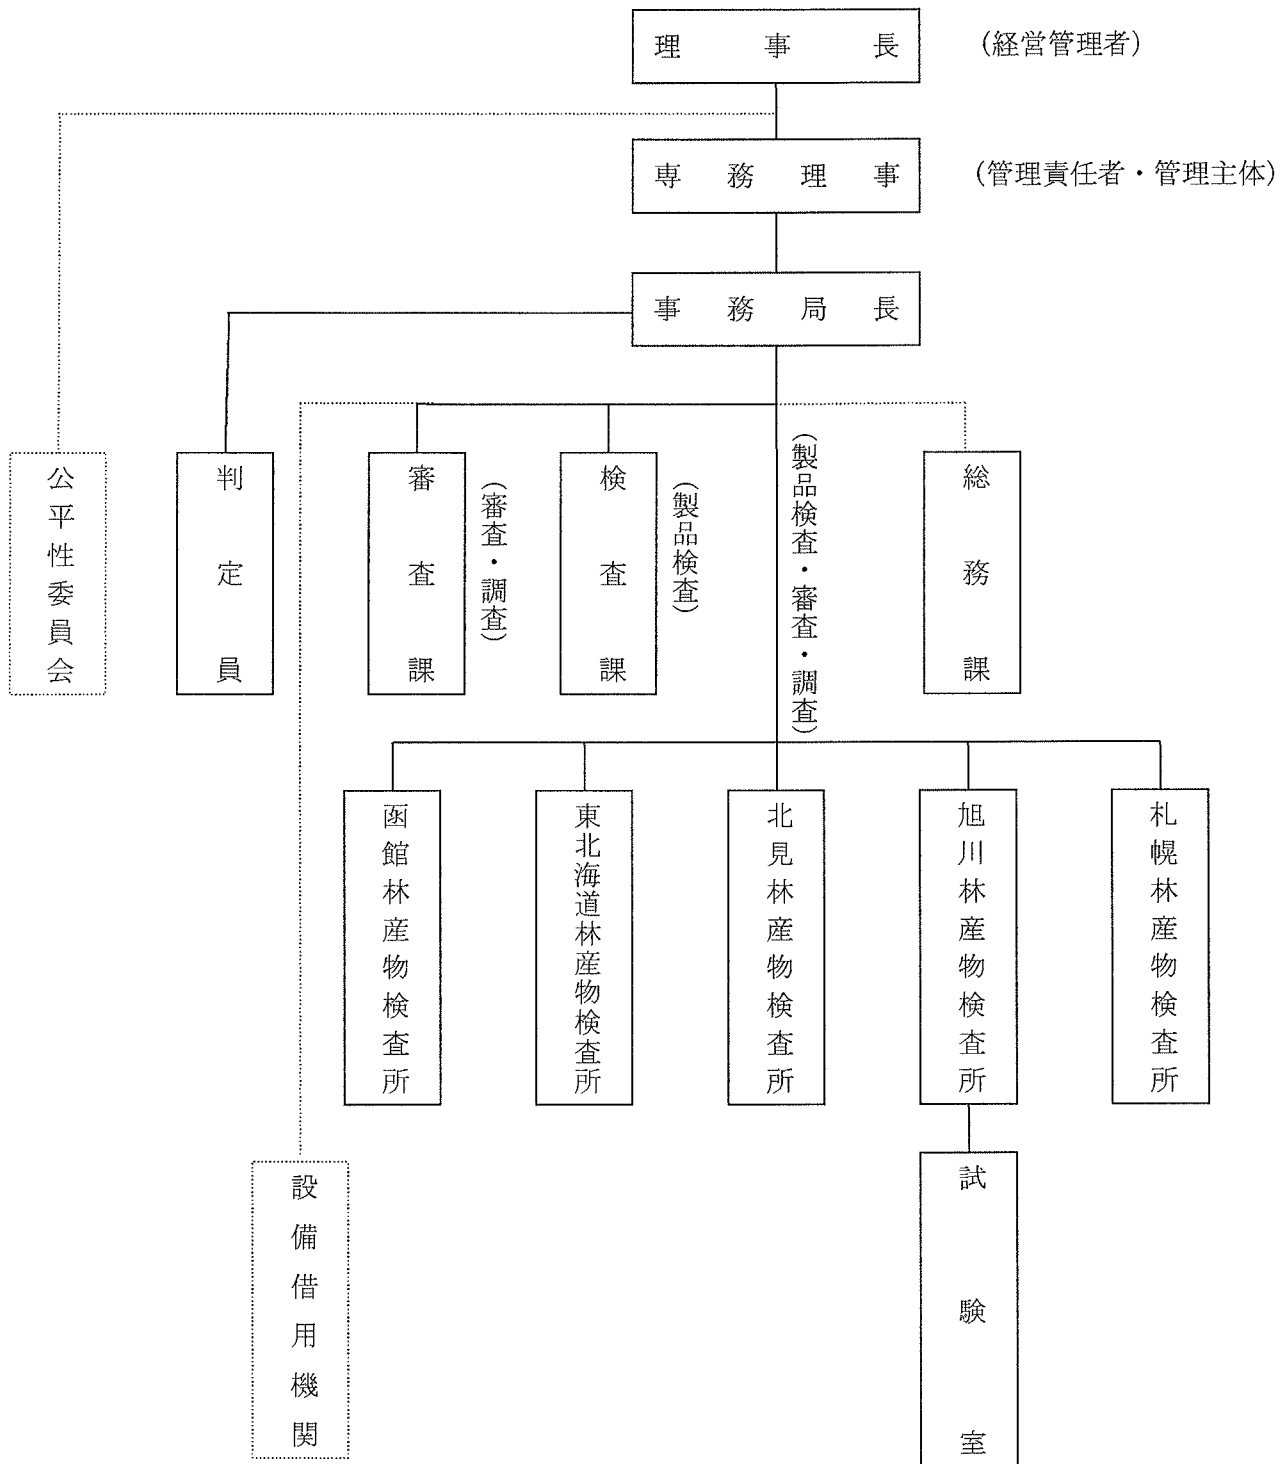 理事長
(経営管理者)
専務理事
(管理責任者・管理主体)
事務局長
公平性委員会
判定員
審査課
(審査・調査)
検査課
(製品検査)
(製品検査・審査・調査)
総務課
函館林産物検査所
東北海道林産物検査所
北見林産物検査所
旭川林産物検査所
札幌林産物検査所
設備借用機関
試験室